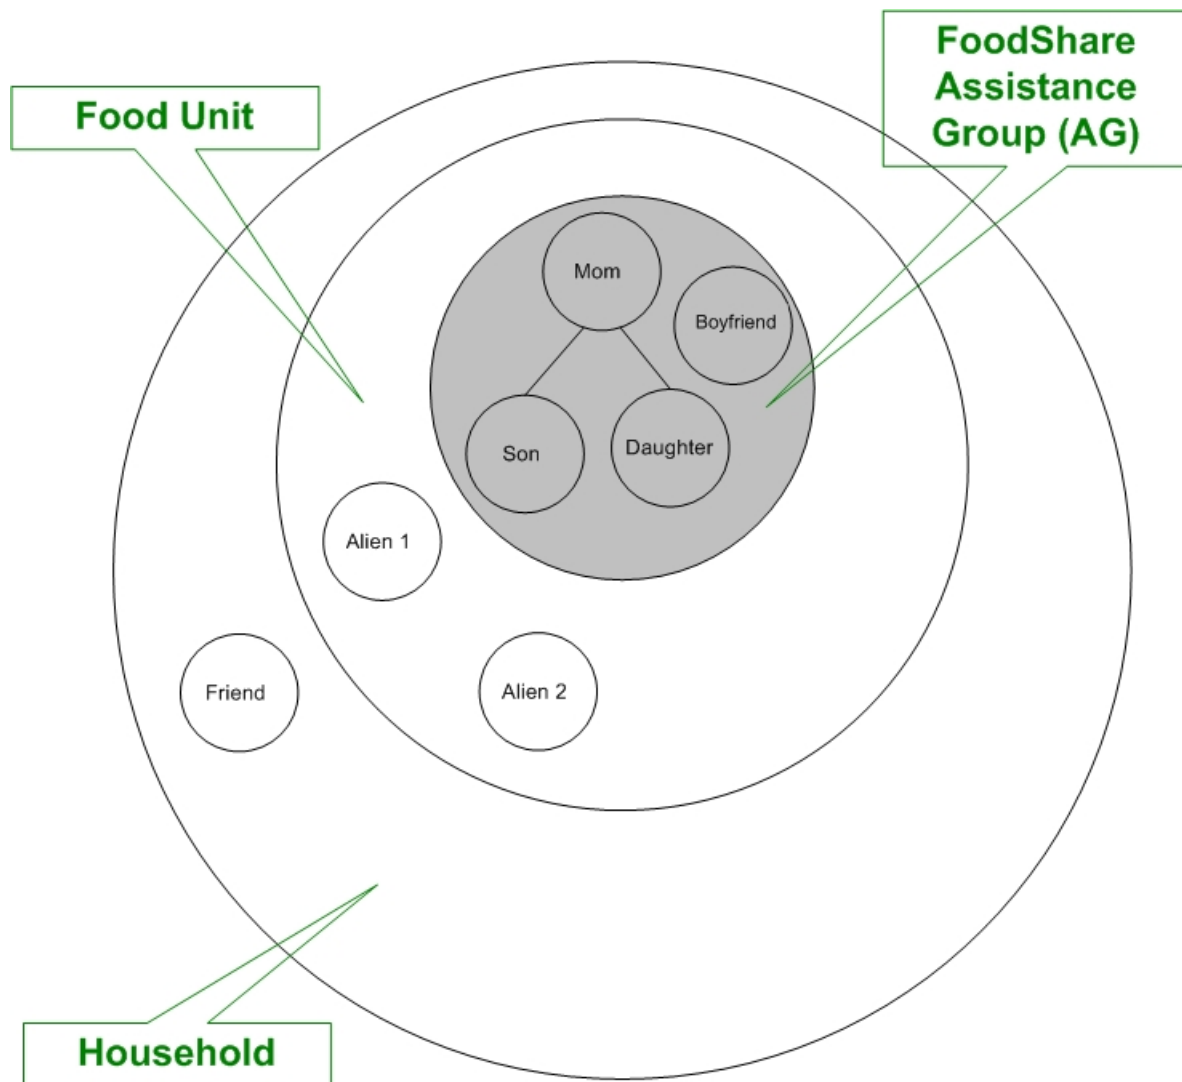 FoodShare
Assistance
Group (AG)
Food Unit
Mom
Boyfriend
Son
Daughter
Alien 1
Friend
Alien 2
Household